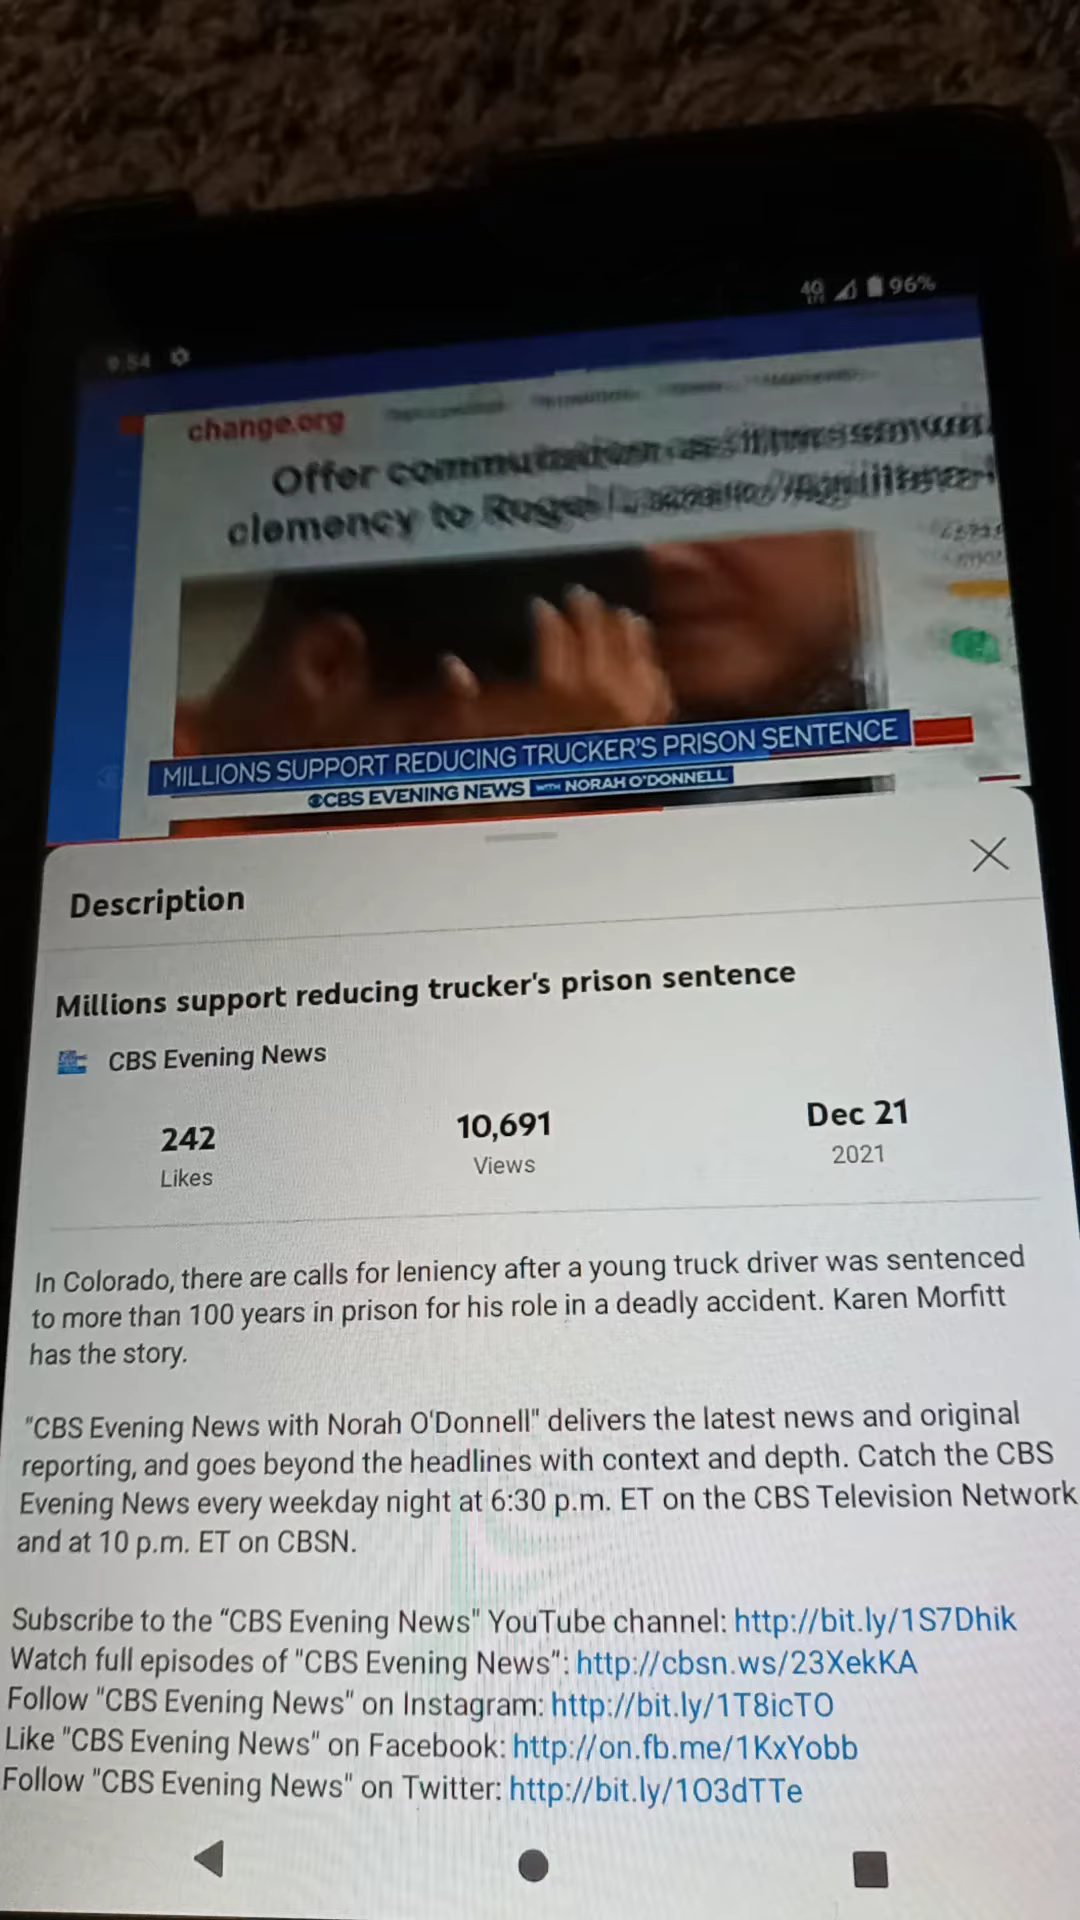 4G 96%
9:54
change.org
Offer commutation as
clemency to Rogel
MILLIONS SUPPORT REDUCING TRUCKER'S PRISON SENTENCE
CBS EVENING NEWS WITH NORAH O'DONNELL
Description
Millions support reducing trucker's prison sentence
CBS Evening News
242 10,691 Dec 21
Likes Views 2021
In Colorado, there are calls for leniency after a young truck driver was sentenced
to more than 100 years in prison for his role in a deadly accident. Karen Morfitt
has the story.
"CBS Evening News with Norah O'Donnell" delivers the latest news and original
reporting, and goes beyond the headlines with context and depth. Catch the CBS
Evening News every weekday night at 6:30 p.m. ET on the CBS Television Network
and at 10 p.m. ET on CBSN.
Subscribe to the “CBS Evening News" YouTube channel: http://bit.ly/1S7Dhik
Watch full episodes of "CBS Evening News": http://cbsn.ws/23XekKA
Follow "CBS Evening News" on Instagram: http://bit.ly/1T8icTO
Like "CBS Evening News" on Facebook: http://on.fb.me/1KxYobb
Follow "CBS Evening News" on Twitter: http://bit.ly/1O3dTTe